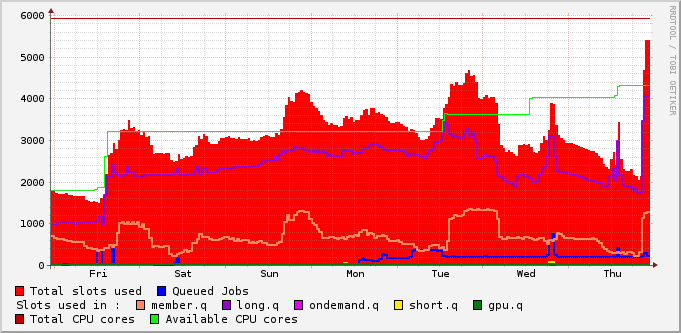 RRDTOOL / TOBI OETIKER
6000
5000
4000
3000
2000
1000
0
Fri Sat Sun Mon Tue Wed Thu
Total slots used Queued Jobs
Slots used in : member.q long.q ondemand.q short.q gpu.q
Total CPU cores Available CPU cores